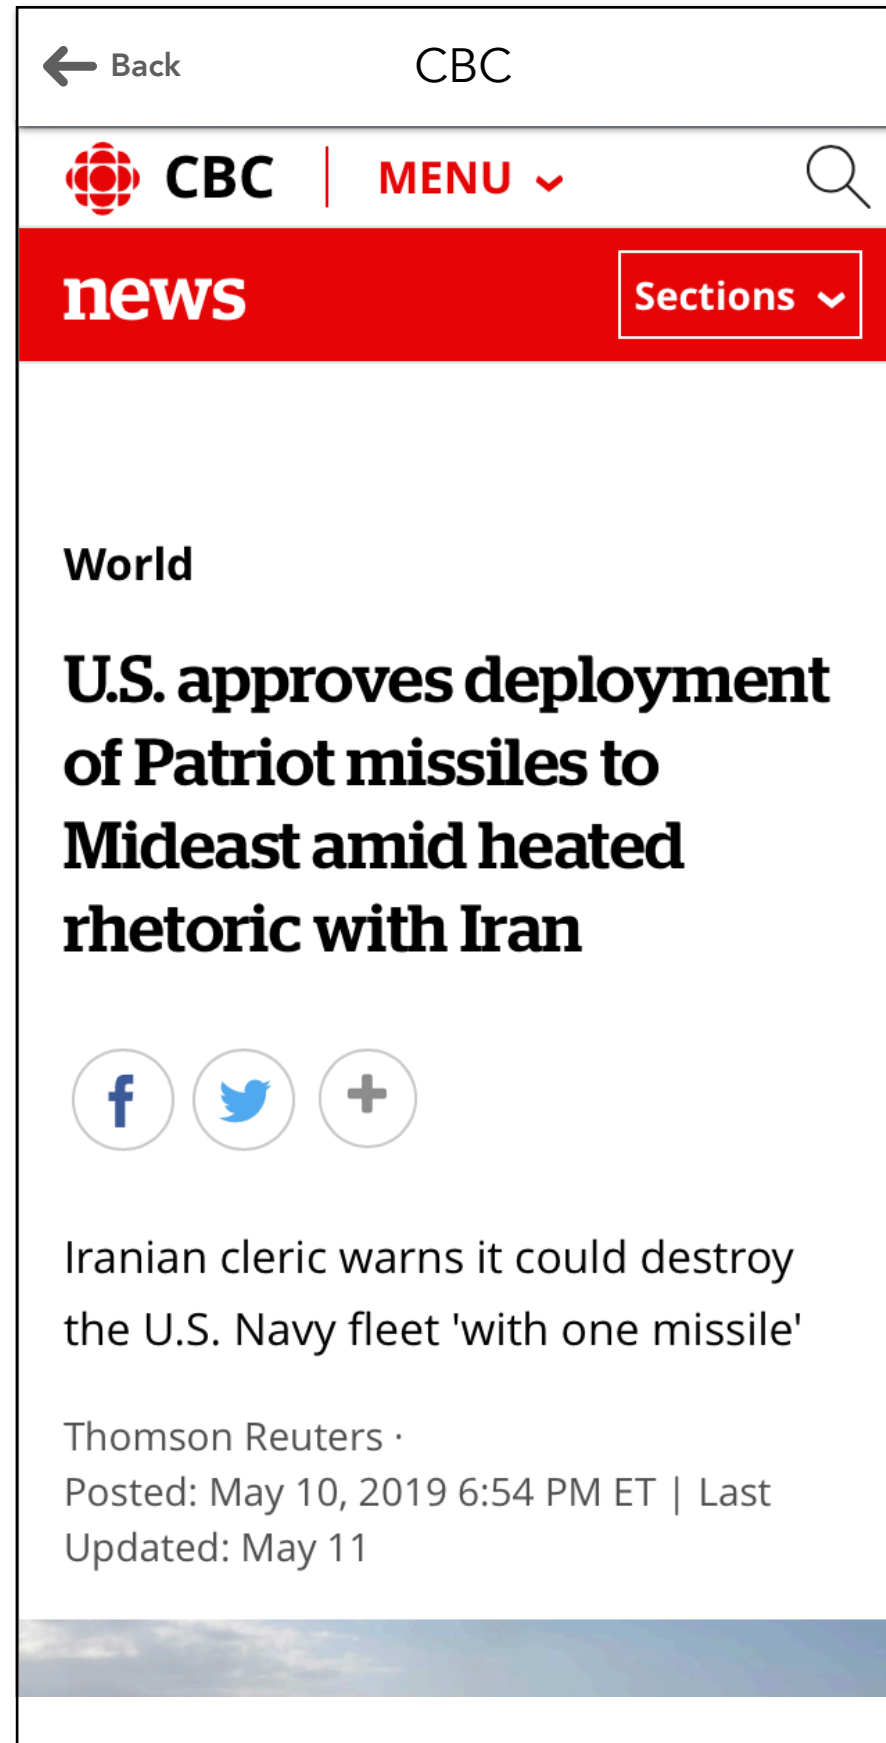 Back
CBC
CBC
MENU
news
Sections
World
U.S. approves deployment
of Patriot missiles to
Mideast amid heated
rhetoric with Iran
Iranian cleric warns it could destroy
the U.S. Navy fleet 'with one missile'
Thomson Reuters ·
Posted: May 10, 2019 6:54 PM ET | Last
Updated: May 11